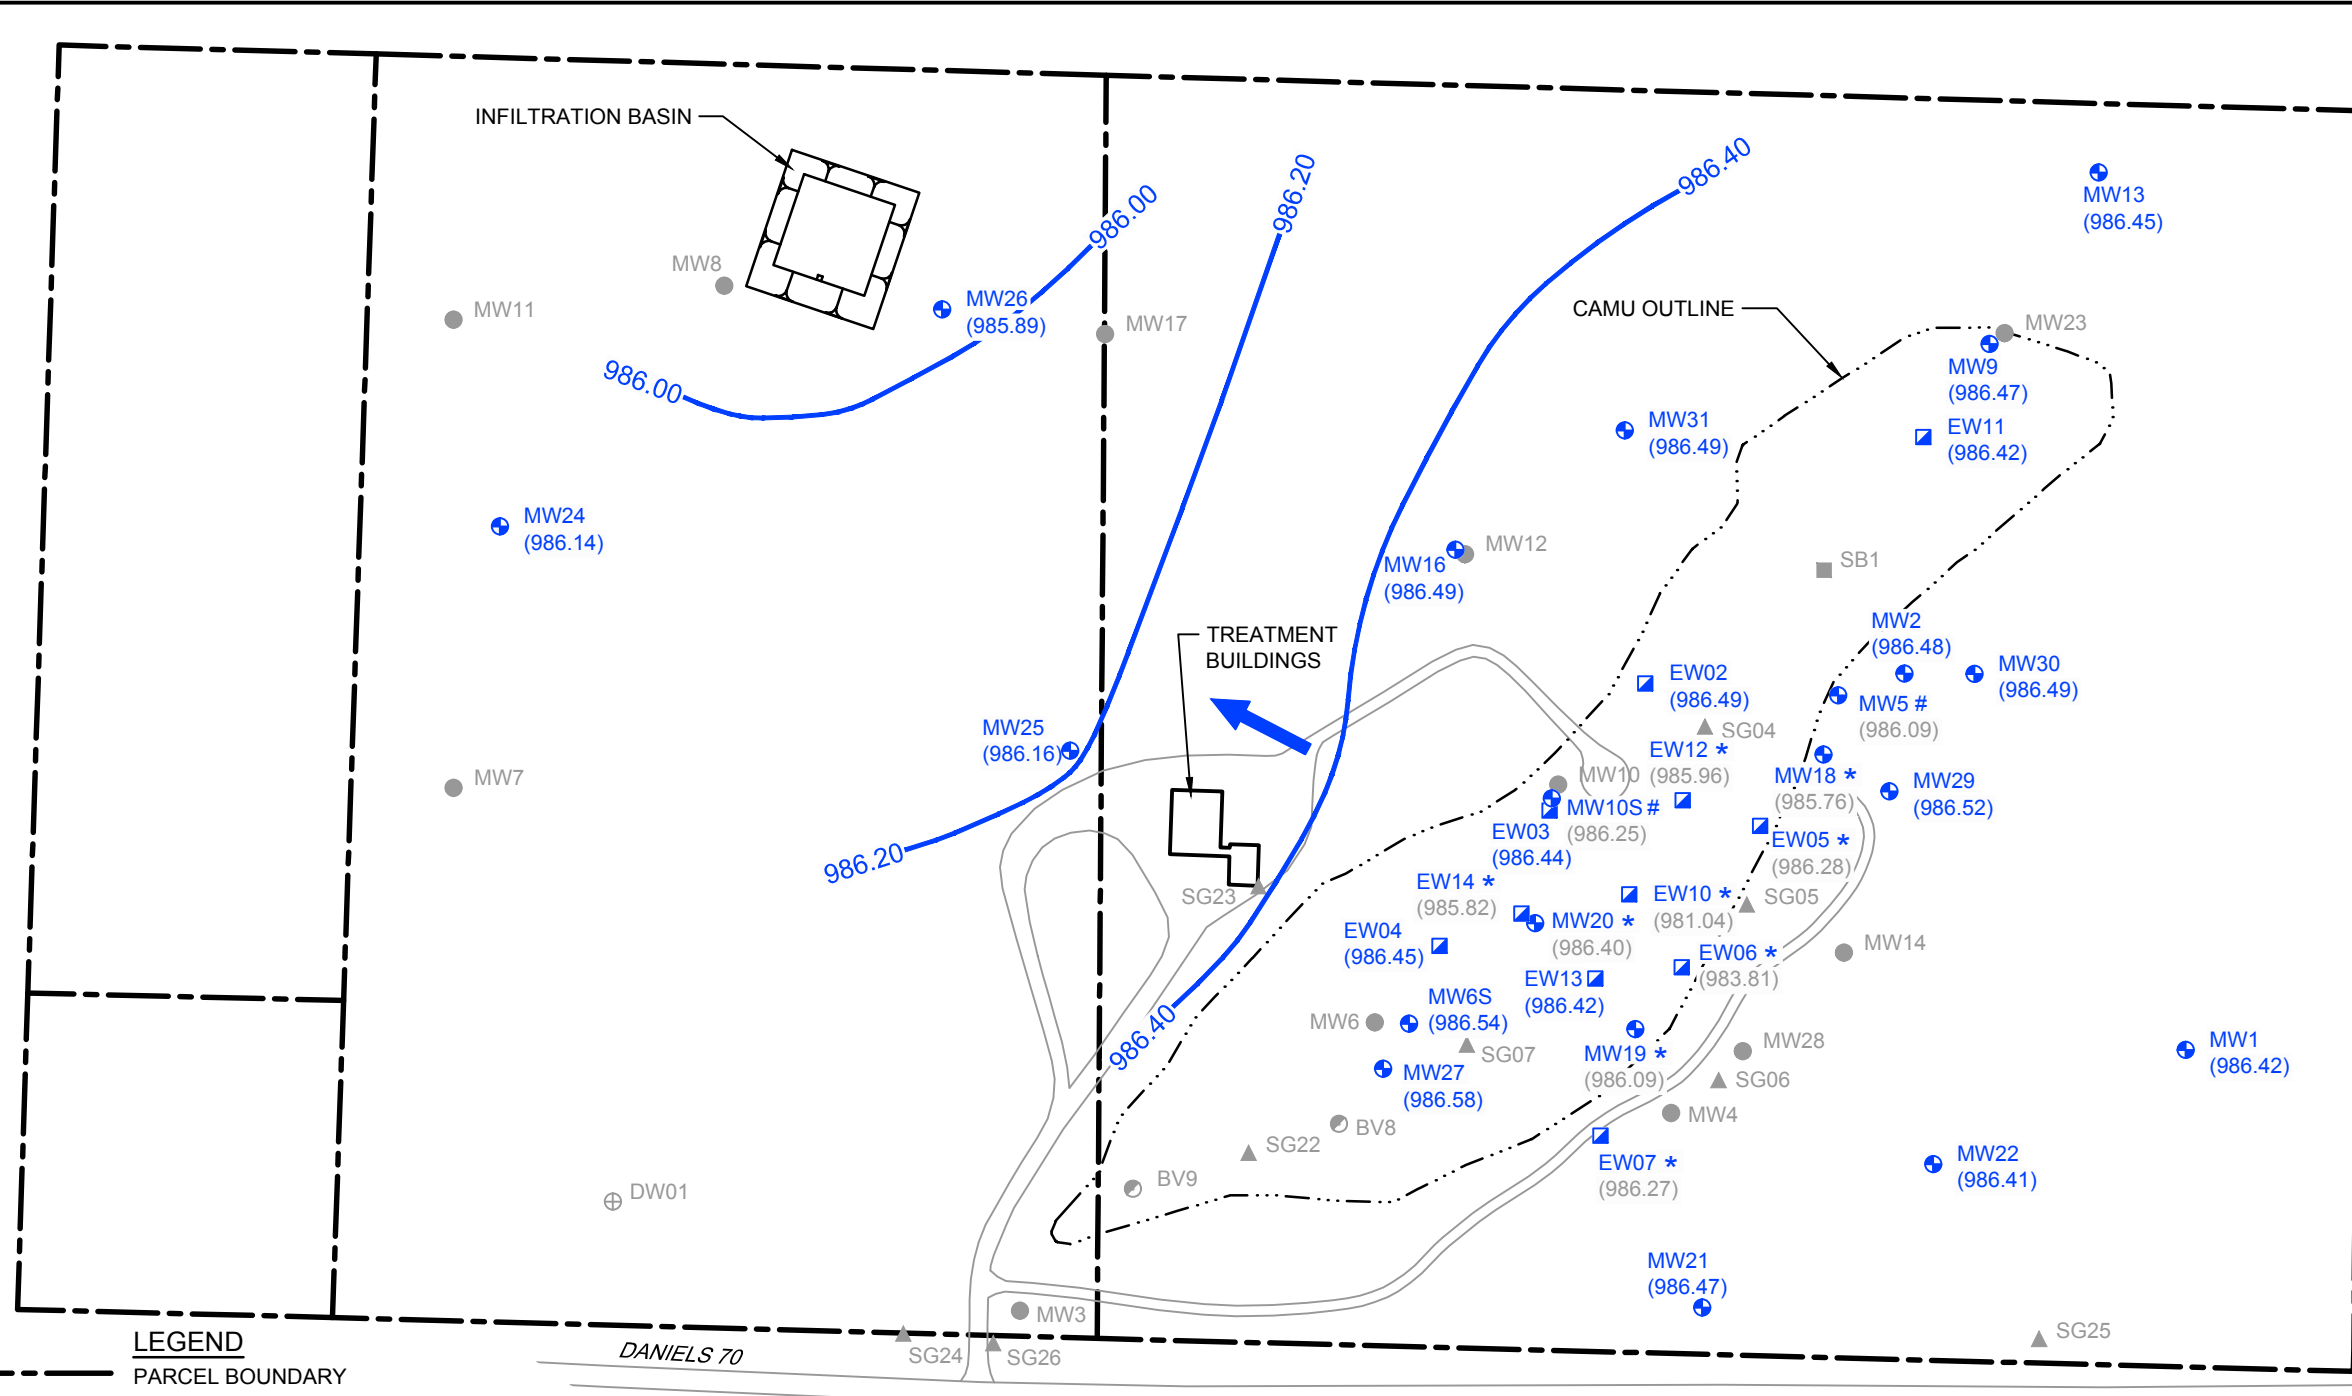 INFILTRATION BASIN
986.00
986.20
986.40
MW13
(986.45)
MW8
MW11
MW26
(985.89)
MW17
CAMU OUTLINE
MW23
MW9
(986.47)
986.00
MW31
(986.49)
EW11
(986.42)
MW24
(986.14)
MW12
MW16
(986.49)
SB1
TREATMENT
BUILDINGS
MW2
(986.48)
MW30
(986.49)
EW02
(986.49)
MW5 #
(986.09)
SG04
MW25
(986.16)
EW12 *
(985.96)
MW7
MW10
MW18 *
(985.76)
MW29
(986.52)
MW10S #
(986.25)
EW03
(986.44)
EW05 *
(986.28)
986.20
SG23
EW14 *
(985.82)
EW10 *
(981.04)
SG05
MW20 *
(986.40)
EW04
(986.45)
MW14
EW06 *
(983.81)
EW13
(986.42)
MW6
MW6S
(986.54)
986.40
SG07
MW28
MW1
(986.42)
MW19 *
(986.09)
MW27
(986.58)
SG06
MW4
BV8
SG22
EW07 *
(986.27)
MW22
(986.41)
BV9
DW01
MW21
(986.47)
MW3
SG25
LEGEND
DANIELS 70
SG24
SG26
PARCEL BOUNDARY